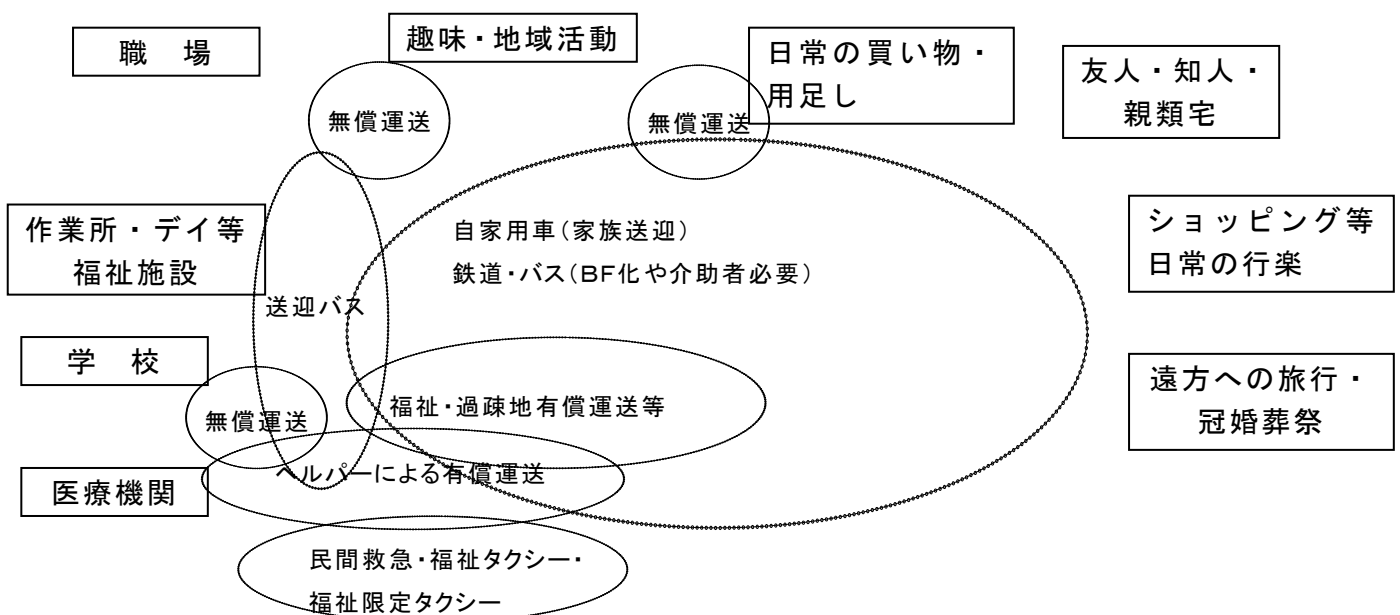 職　場
趣味・地域活動
日常の買い物・
用足し
友人・知人・
親類宅
無償運送
無償運送
作業所・デイ等
福祉施設
自家用車（家族送迎）
鉄道・バス（BF化や介助者必要）
ショッピング等
日常の行楽
送迎バス
学　校
無償運送
福祉・過疎地有償運送等
遠方への旅行・
冠婚葬祭
ヘルパーによる有償運送
医療機関
民間救急・福祉タクシー・
福祉限定タクシー